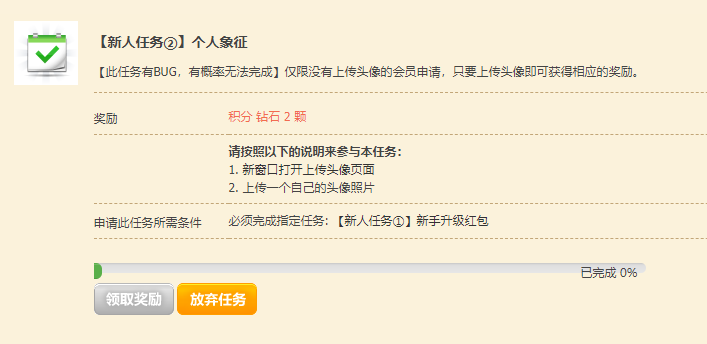 【新人任务②】个人象征
【此任务有BUG，有概率无法完成】仅限没有上传头像的会员申请，只要上传头像即可获得相应的奖励。
奖励 积分 钻石 2 颗
请按照以下的说明来参与本任务：
1. 新窗口打开上传头像页面
2. 上传一个自己的头像照片
申请此任务所需条件 必须完成指定任务: 【新人任务①】新手升级红包
已完成 0%
领取奖励 放弃任务